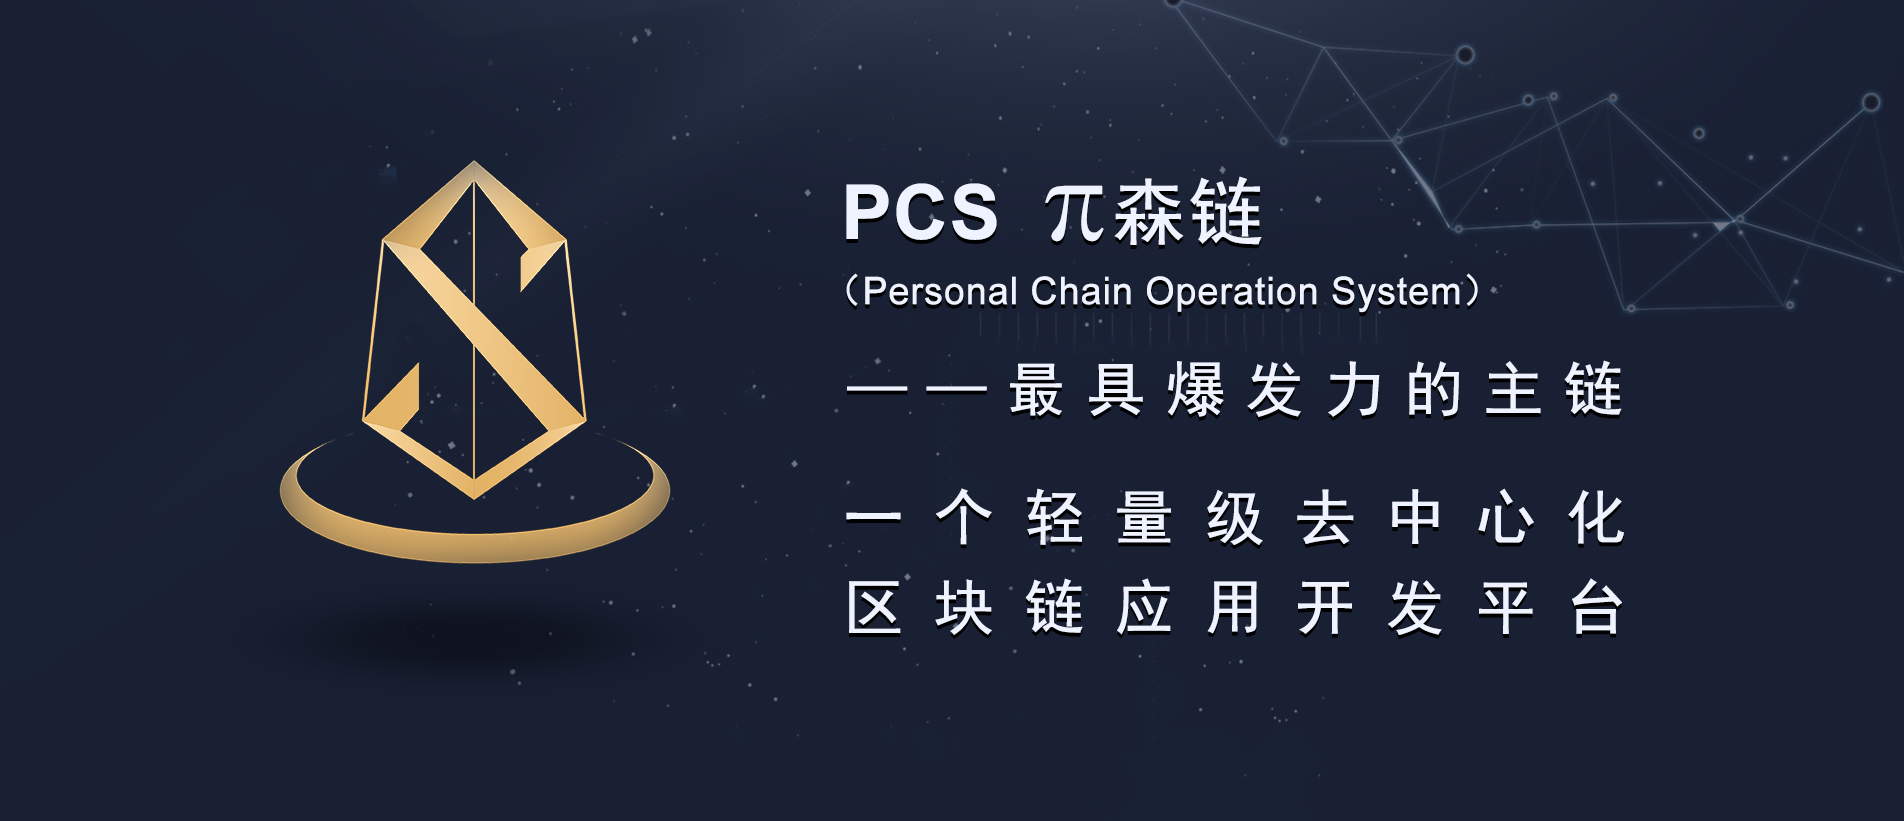 PCS π森链
（Personal Chain Operation System）
——最具爆发力的主链
一个轻量级去中心化
区块链应用开发平台